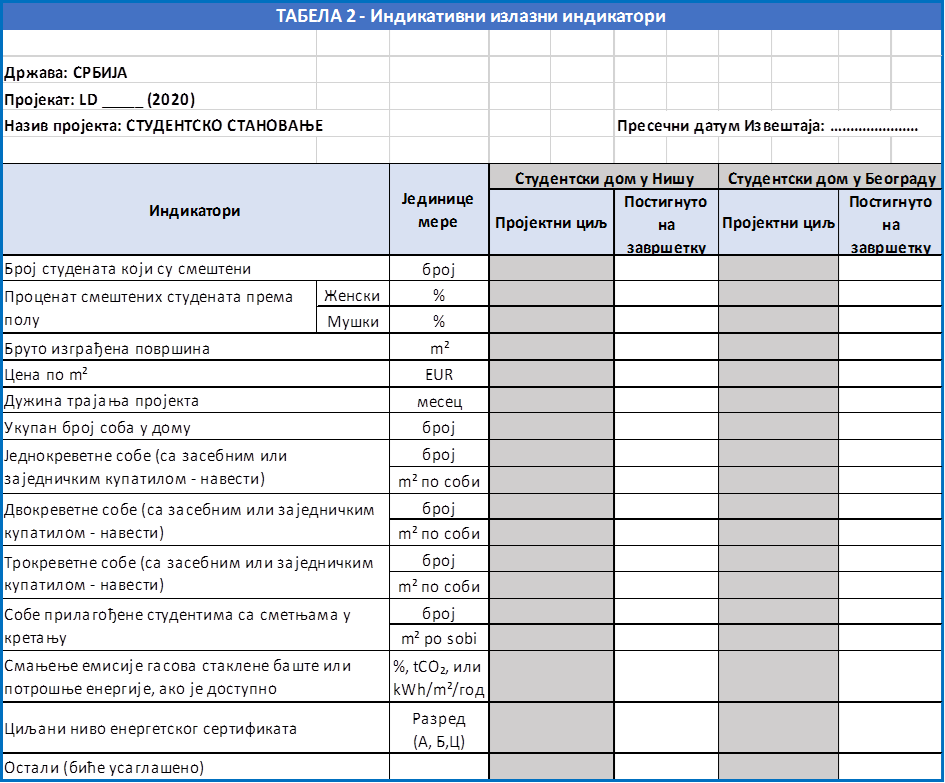 ТАБЕЛА 2 - Индикативни излазни индикатори
Држава: СРБИЈА
Пројекат: LD _____ (2020)
Назив пројекта: СТУДЕНТСКО СТАНОВАЊЕ
Пресечни датум Извештаја: ......................
Индикатори
Јединице
мере
Студентски дом у Нишу
Студентски дом у Београду
Пројектни циљ
Постигнуто
на
завршетку
Пројектни циљ
Постигнуто
на
завршетку
Број студената који су смештени
број
Проценат смештених студената према
полу
Женски
%
Мушки
%
Бруто изграђена површина
m²
Цена по m²
EUR
Дужина трајања пројекта
месец
Укупан број соба у дому
број
Једнокреветне собе (са засебним или
заједничким купатилом - навести)
број
m² по соби
Двокреветне собе (са засебним или заједничким
купатилом - навести)
број
m² по соби
Трокреветне собе (са засебним или заједничким
купатилом - навести)
број
m² по соби
Собе прилагођене студентима са сметњама у
кретању
број
m² po sobi
Смањење емисије гасова стаклене баште или
потрошње енергије, ако је доступно
%, tCO₂, или
kWh/m²/год
Циљани ниво енергетског сертификата
Разред
(А, Б,Ц)
Остали (биће усаглашено)